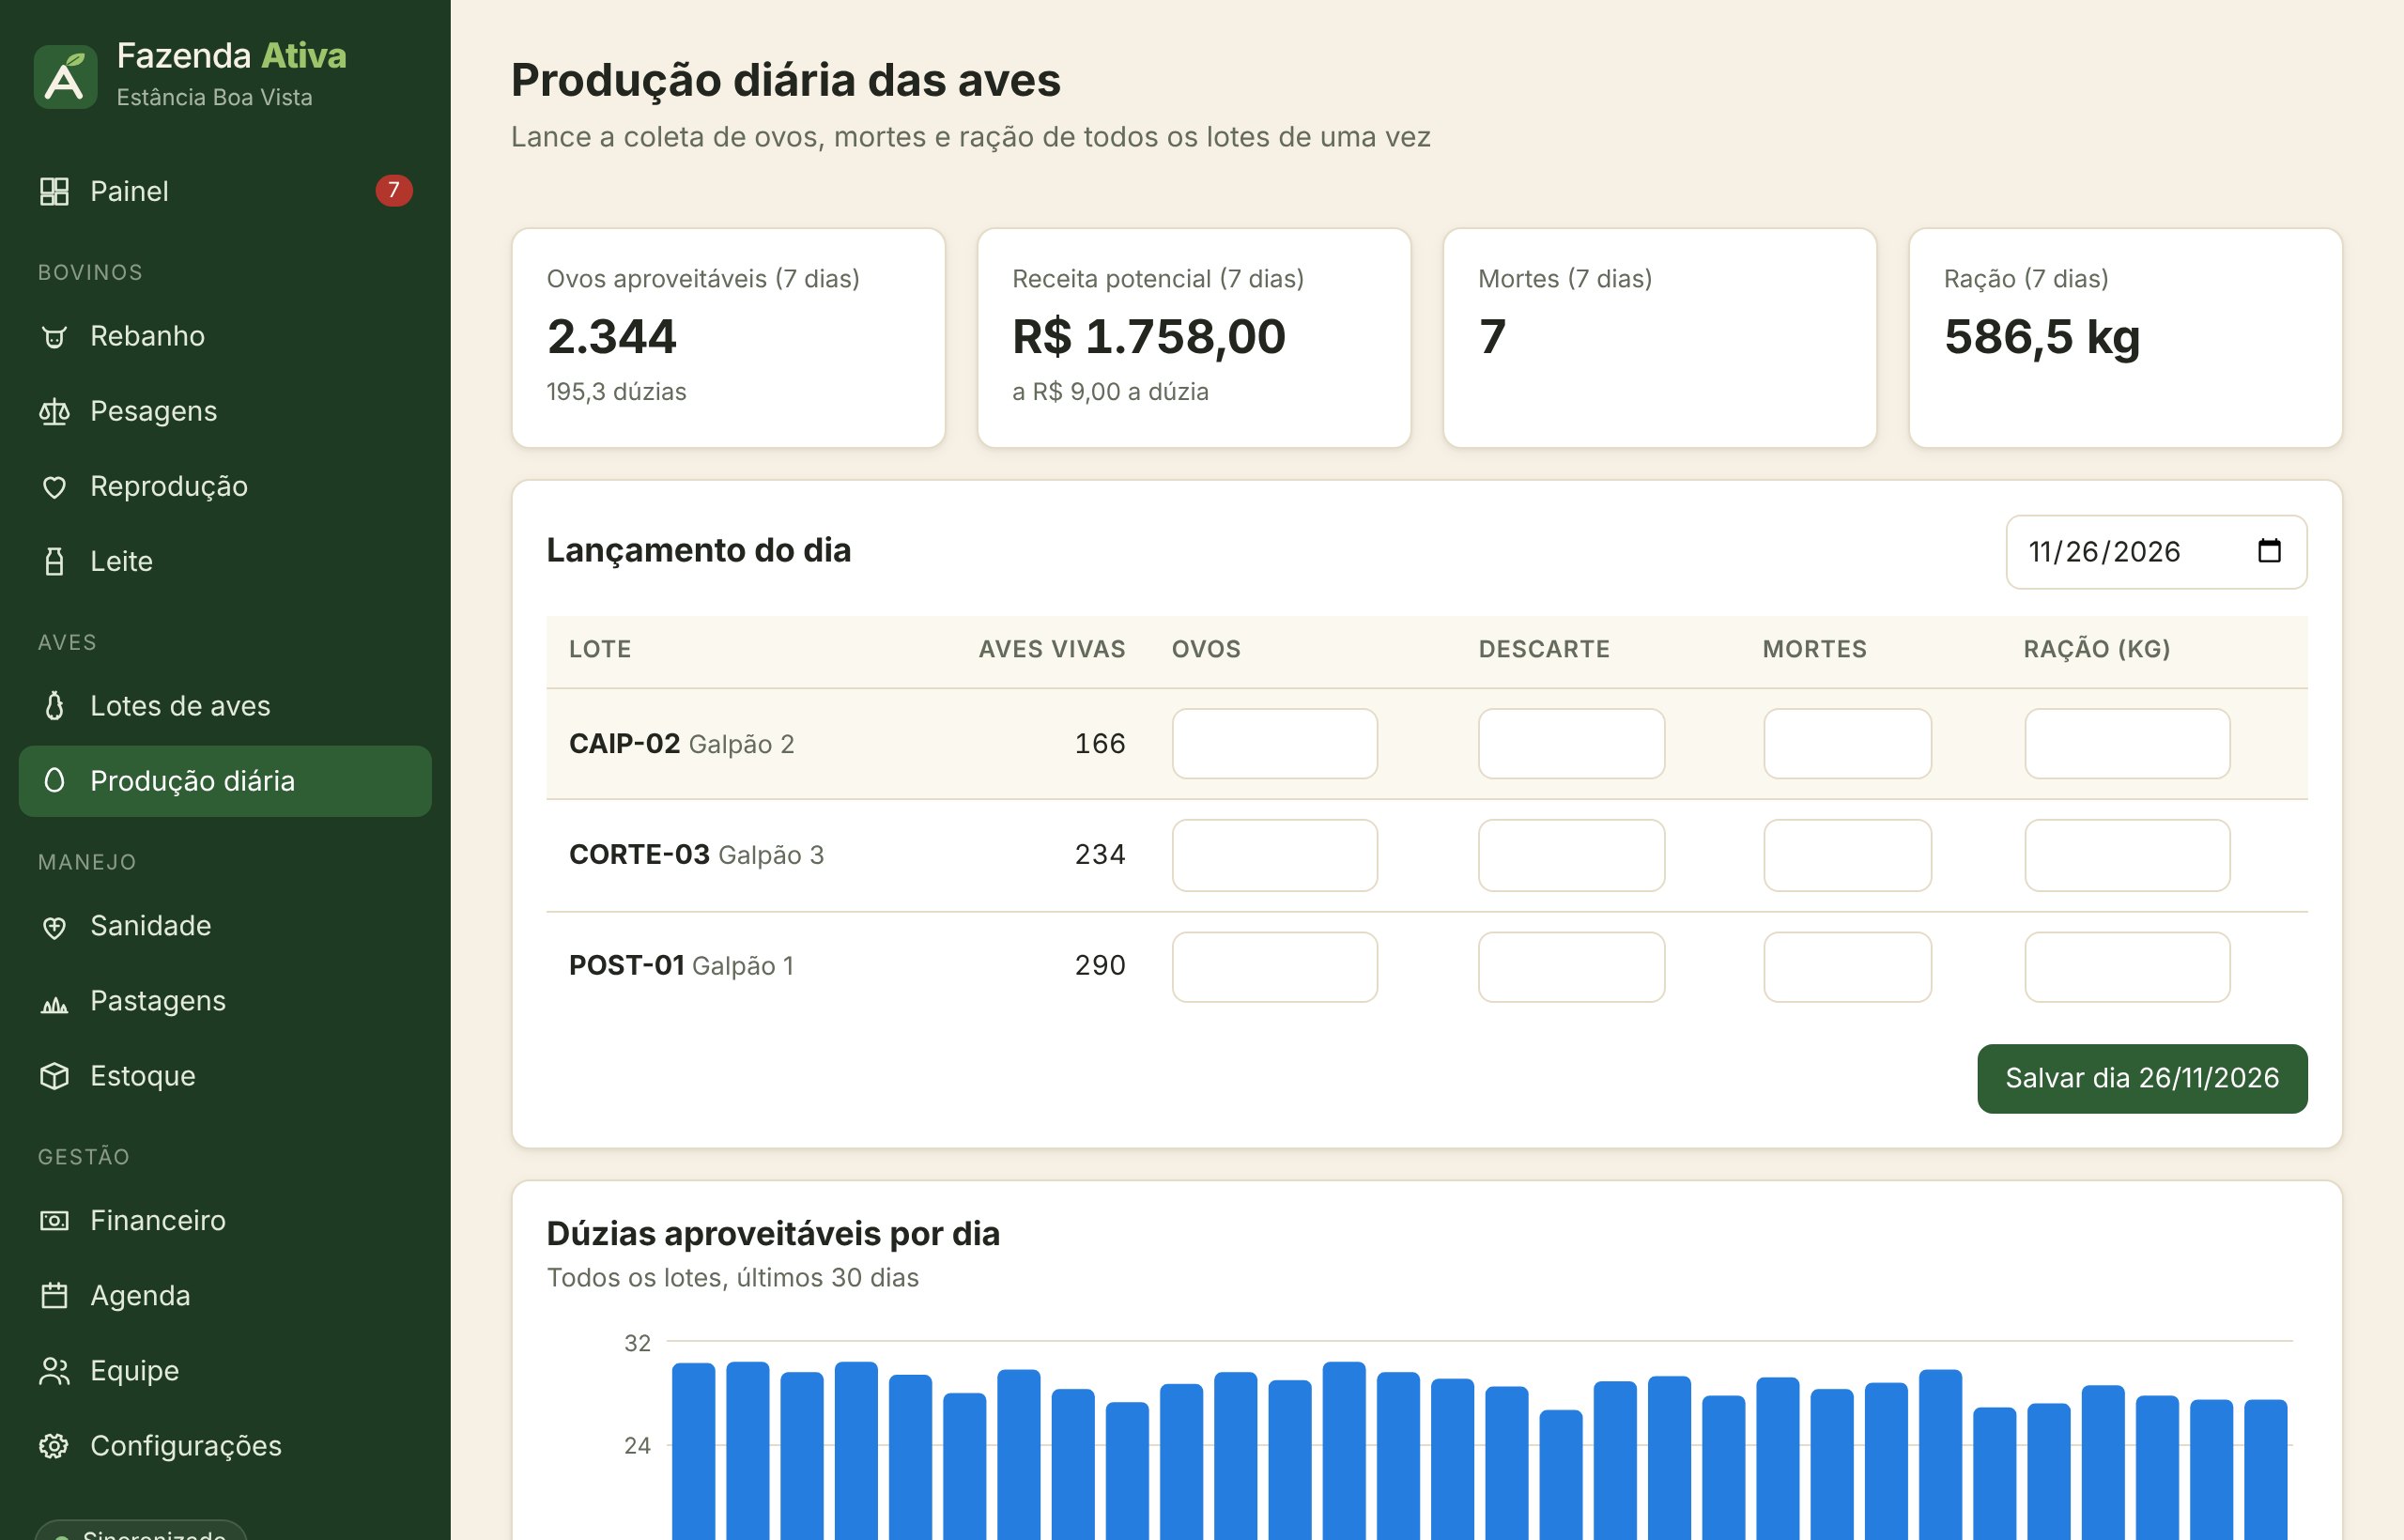 Fazenda Ativa
Estância Boa Vista
Painel 7
BOVINOS
Rebanho
Pesagens
Reprodução
Leite
AVES
Lotes de aves
Produção diária
MANEJO
Sanidade
Pastagens
Estoque
GESTÃO
Financeiro
Agenda
Equipe
Configurações
Sincronizado
Produção diária das aves
Lance a coleta de ovos, mortes e ração de todos os lotes de uma vez
Ovos aproveitáveis (7 dias)
2.344
195,3 dúzias
Receita potencial (7 dias)
R$ 1.758,00
a R$ 9,00 a dúzia
Mortes (7 dias)
7
Ração (7 dias)
586,5 kg
Lançamento do dia
11/26/2026
LOTE AVES VIVAS OVOS DESCARTE MORTES RAÇÃO (KG)
CAIP-02 Galpão 2 166
CORTE-03 Galpão 3 234
POST-01 Galpão 1 290
Salvar dia 26/11/2026
Dúzias aproveitáveis por dia
Todos os lotes, últimos 30 dias
32
24